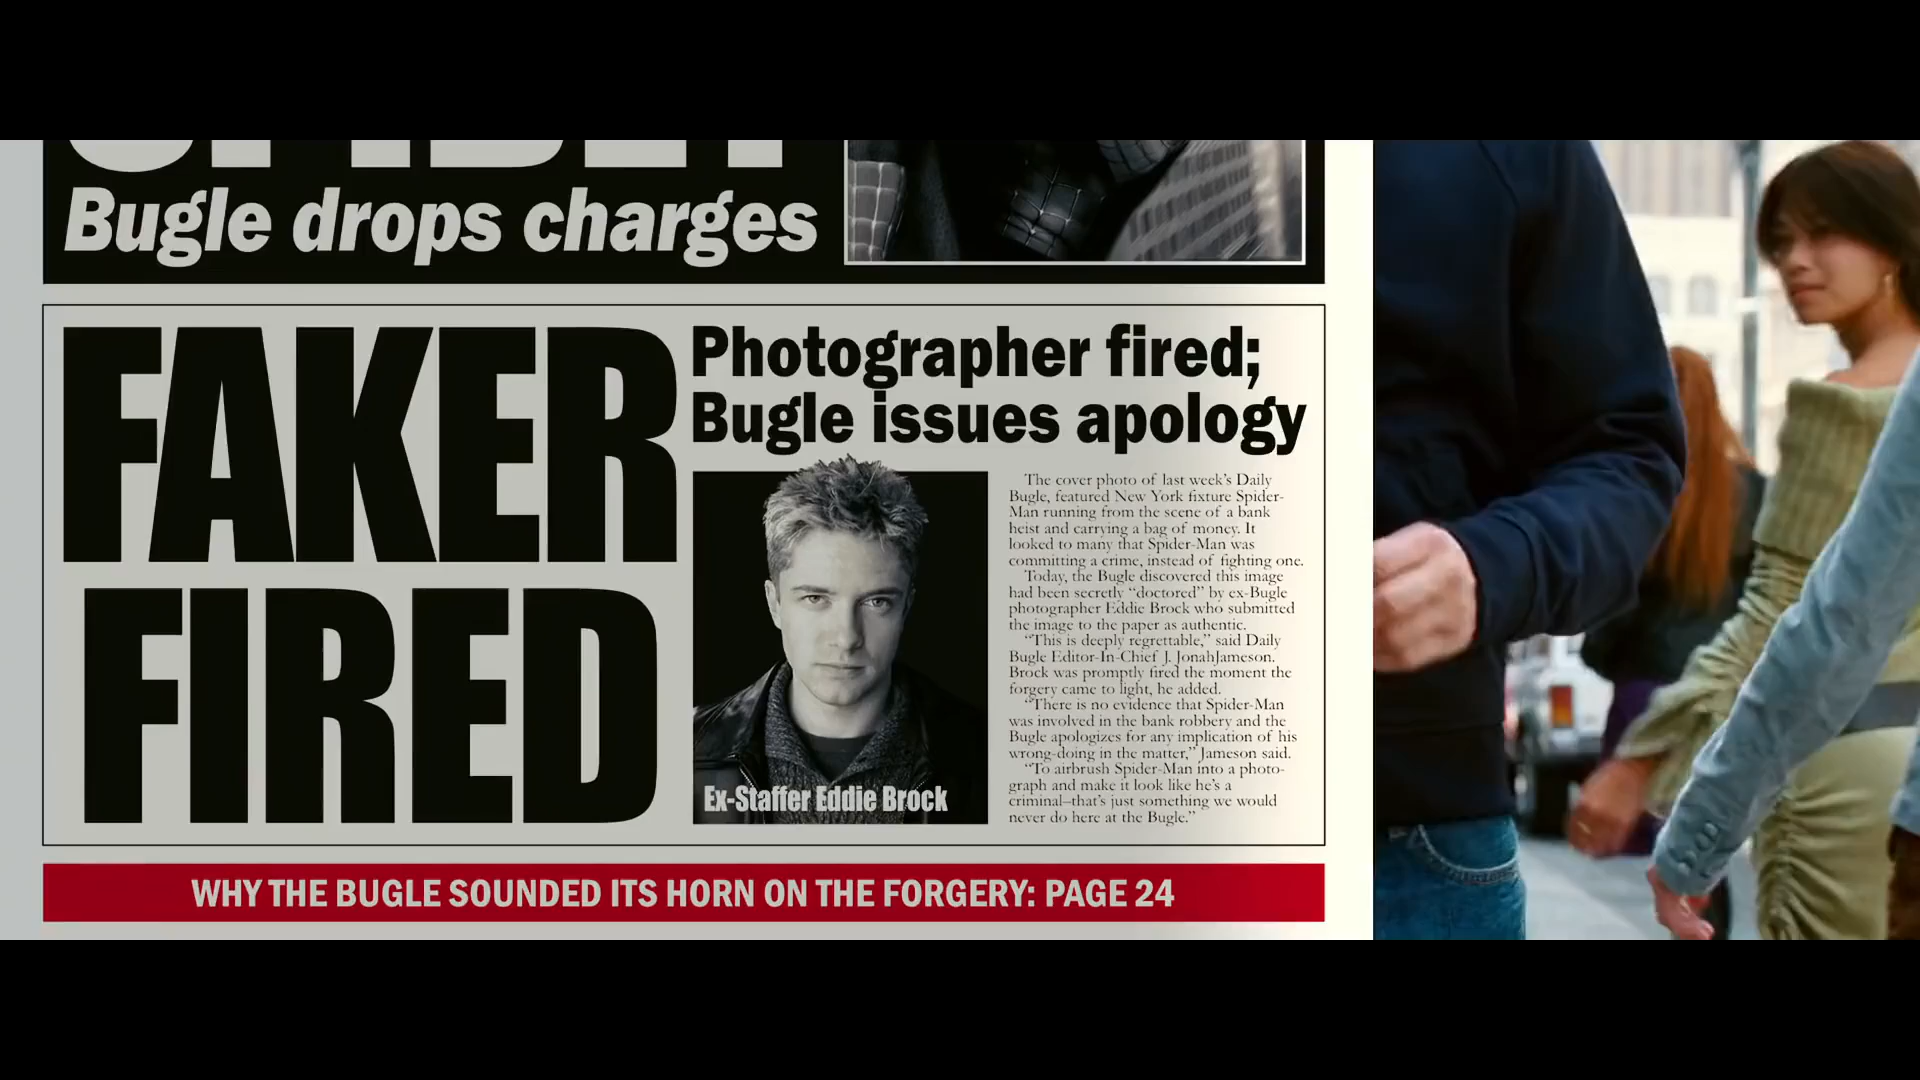 Bugle drops charges
FAKER
FIRED
Photographer fired;
Bugle issues apology
Ex-Staffer Eddie Brock
The cover photo of last week's Daily
Bugle, featured New York fixture Spider-
Man running from the scene of a bank
heist and carrying a bag of money. It
looked to many that Spider-Man was
committing a crime, instead of fighting one.
Today, the Bugle discovered this image
had been secretly "doctored" by ex-Bugle
photographer Eddie Brock who submitted
the image to the paper as authentic.
"This is deeply regrettable," said Daily
Bugle Editor-In-Chief J. JonahJameson.
Brock was promptly fired the moment the
forgery came to light, he added.
"There is no evidence that Spider-Man
was involved in the bank robbery and the
Bugle apologizes for any implication of his
wrong-doing in the matter," Jameson said.
"To airbrush Spider-Man into a photo-
graph and make it look like he's a
criminal–that's just something we would
never do here at the Bugle."
WHY THE BUGLE SOUNDED ITS HORN ON THE FORGERY: PAGE 24